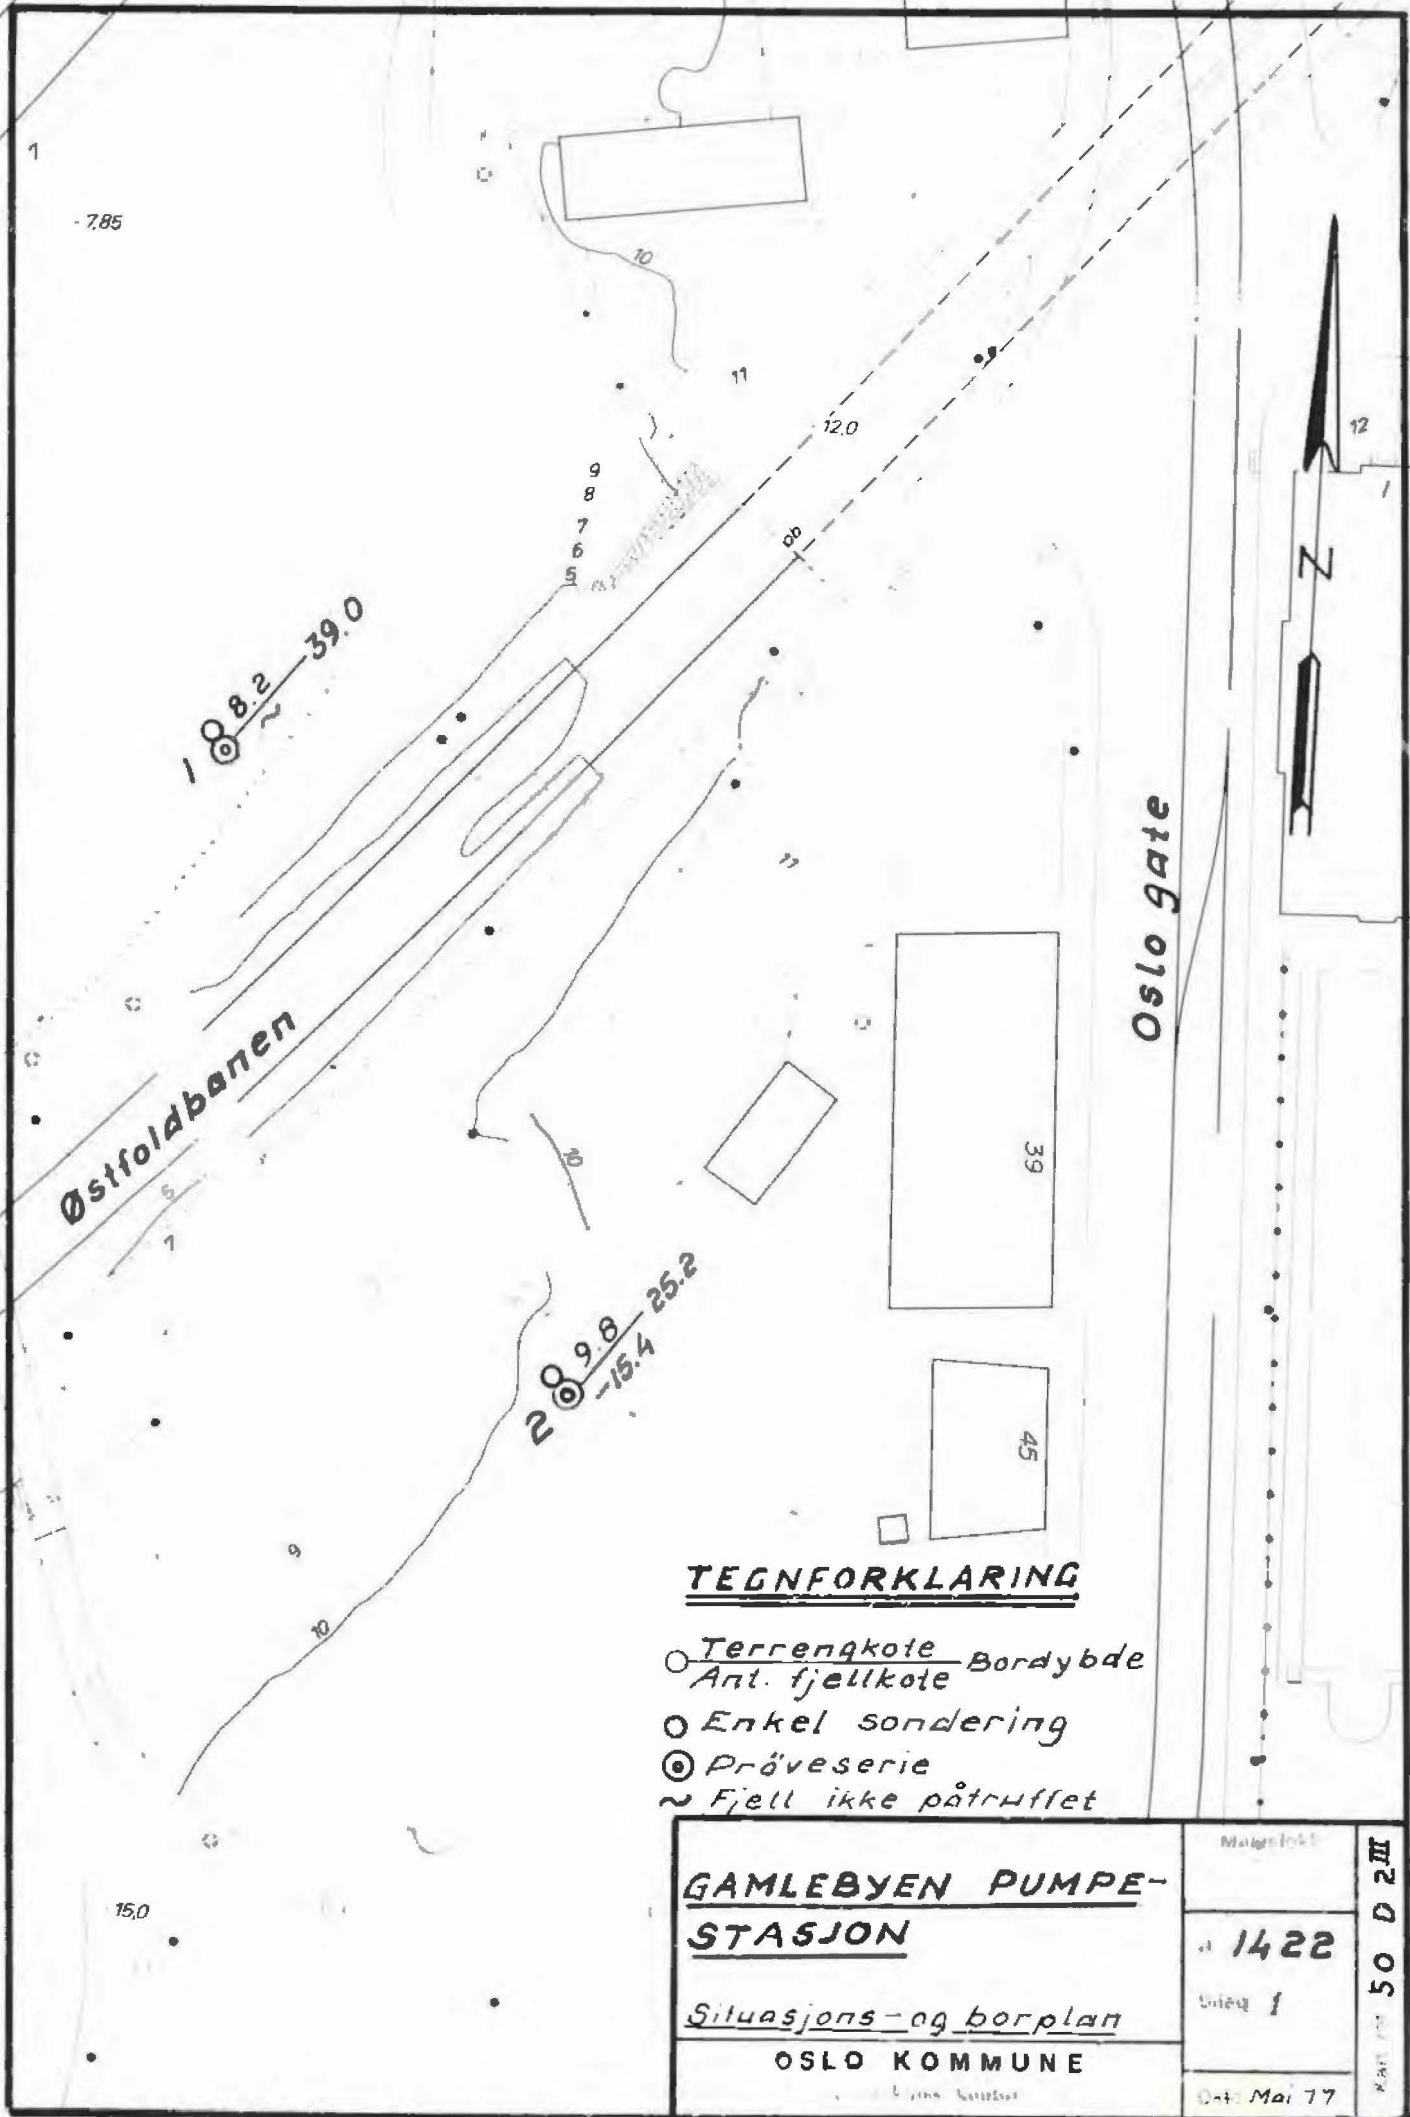 1
- 7.85
10
11
12,0
12
9
8
7
6
5
N
39.0
8.2
~
1
Oslo gate
11
Østfoldbanen
6
7
10
39
25.2
9.8
-15.4
2
45
9
10
15,0
TEGNFORKLARING
Terrengkote Bordybde
Ant. fjellkote
Enkel sondering
Pröveserie
~ Fjell ikke påtruffet
GAMLEBYEN PUMPE-
STASJON
Situasjons-og borplan
OSLO KOMMUNE
1422
1
Mai 77
50 D 2III